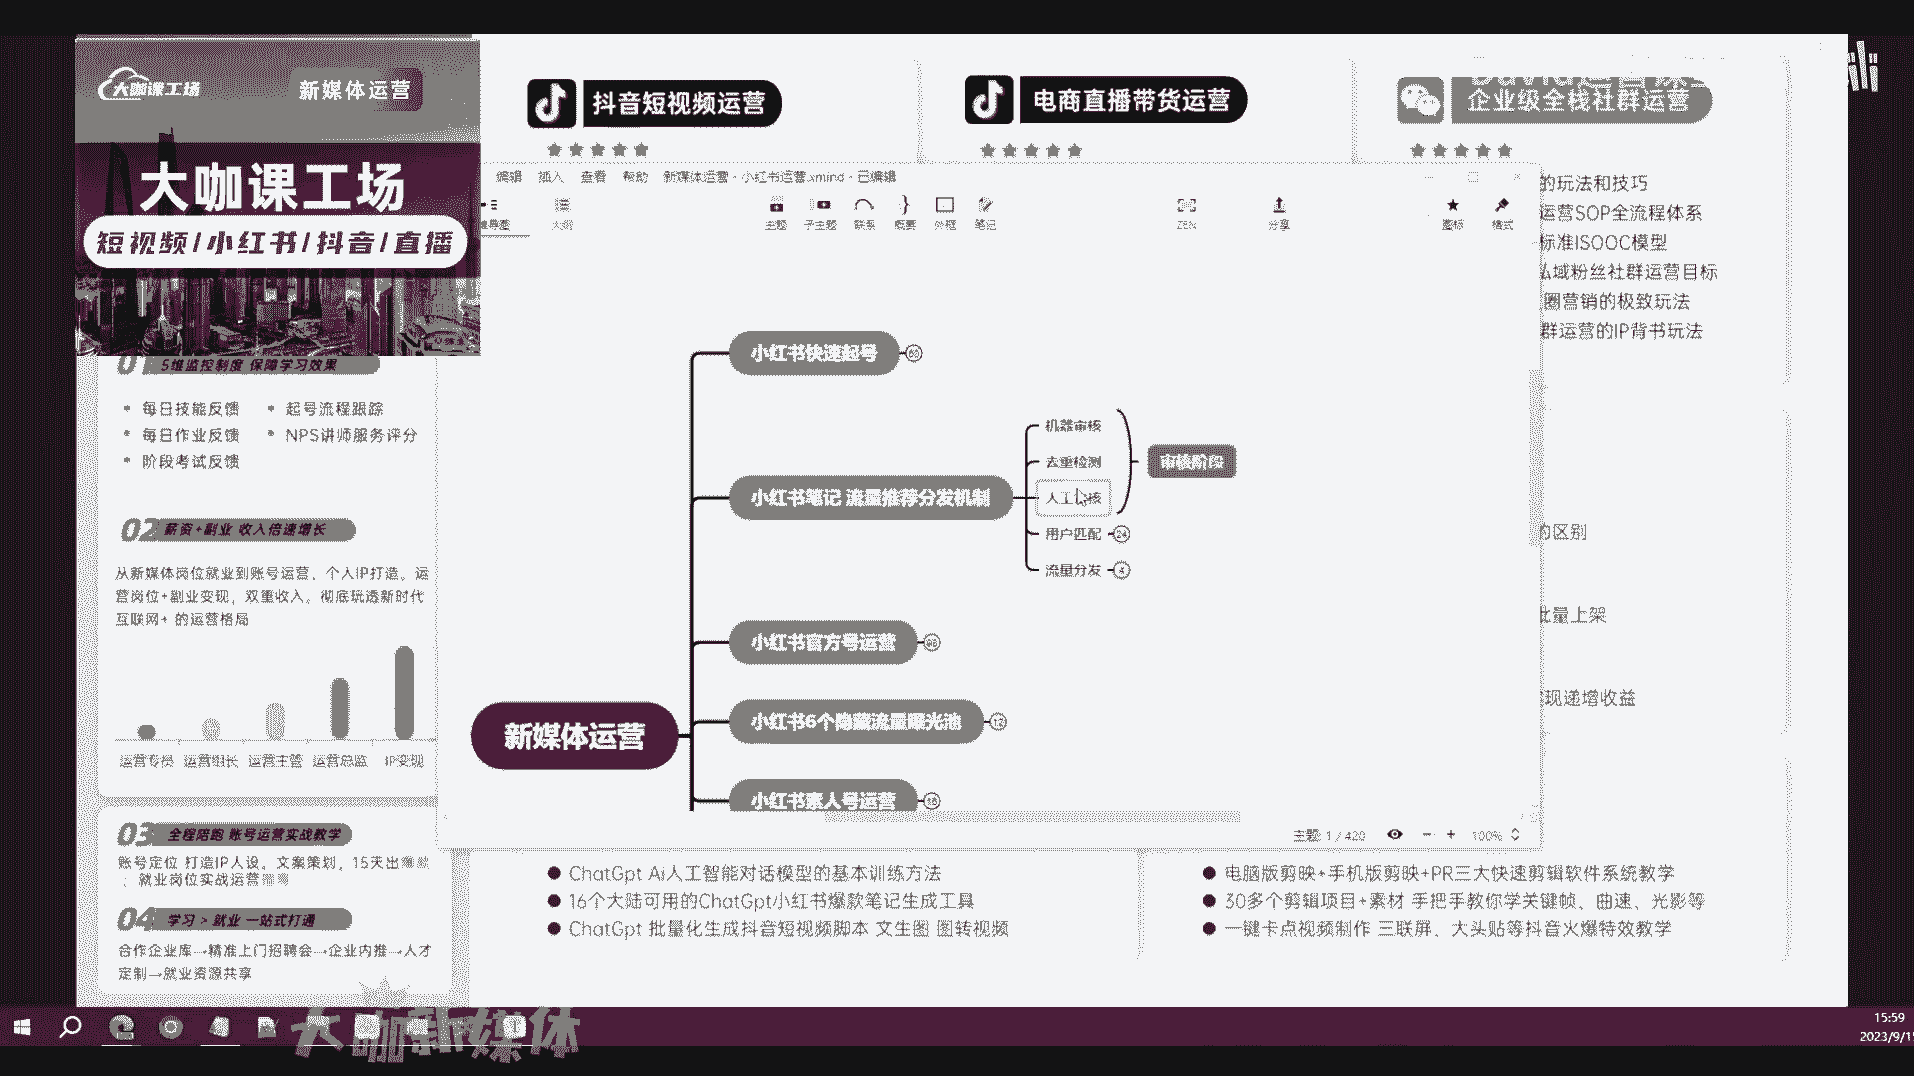 大咖课工场
新媒体运营
大咖课工场
短视频/小红书/抖音/直播
抖音短视频运营
电商直播带货运营
企业级全栈社群运营
编辑 插入 查看 帮助 新媒体运营 - 小红书运营.xmind - 已编辑
大纲
主题 子主题 联系 概要 外框 笔记
ZEN
分享
图标 格式
的玩法和技巧
运营SOP全流程体系
标准ISOOC模型
私域粉丝社群运营目标
圈营销的极致玩法
群运营的IP背书玩法
的区别
批量上架
现递增收益
小红书快速起号
小红书笔记 流量推荐分发机制
机器审核
去重检测
人工审核
用户匹配 24
流量分发 4
审核阶段
小红书官方号运营
小红书6个隐藏流量曝光池 12
新媒体运营
小红书素人号运营 16
主题: 1 / 420
100%
01 5维监控制度 保障学习效果
每日技能反馈
起号流程跟踪
每日作业反馈
NPS讲师服务评分
阶段考试反馈
02 薪资+副业 收入倍速增长
从新媒体岗位就业到账号运营、个人IP打造、运
营岗位+副业变现,双重收入。彻底玩透新时代
互联网+ 的运营格局
运营专员 运营组长 运营主管 运营总监 IP变现
03 全程陪跑 账号运营实战教学
账号定位 打造IP人设。文案策划,15天出爆款
就业岗位实战运营
04 学习 > 就业 一站式打通
合作企业库→精准上门招聘会→企业内推→人才
定制→就业资源共享
ChatGpt Ai人工智能对话模型的基本训练方法
16个大陆可用的ChatGpt小红书爆款笔记生成工具
ChatGpt 批量化生成抖音短视频脚本 文生图 图转视频
电脑版剪映+手机版剪映+PR三大快速剪辑软件系统教学
30多个剪辑项目+素材 手把手教你学关键帧、曲速、光影等
一键卡点视频制作 三联屏、大头贴等抖音火爆特效教学
大咖新媒体
15:59